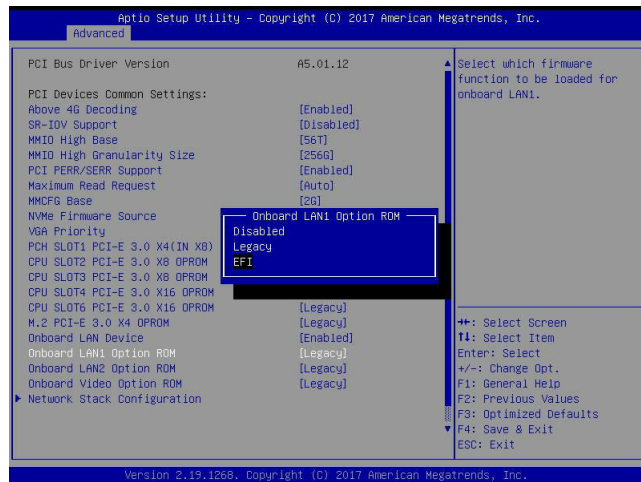 Aptio Setup Utility – Copyright (C) 2017 American Megatrends, Inc.
Advanced
PCI Bus Driver Version A5.01.12
PCI Devices Common Settings:
Above 4G Decoding [Enabled]
SR-IOV Support [Disabled]
MMIO High Base [56T]
MMIO High Granularity Size [256G]
PCI PERR/SERR Support [Enabled]
Maximum Read Request [Auto]
MMCFG Base [2G]
NVMe Firmware Source
VGA Priority
PCH SLOT1 PCI-E 3.0 X4(IN X8)
CPU SLOT2 PCI-E 3.0 X8 OPROM
CPU SLOT3 PCI-E 3.0 X8 OPROM
CPU SLOT4 PCI-E 3.0 X16 OPROM
CPU SLOT6 PCI-E 3.0 X16 OPROM [Legacy]
M.2 PCI-E 3.0 X4 OPROM [Legacy]
Onboard LAN Device [Enabled]
Onboard LAN1 Option ROM [Legacy]
Onboard LAN2 Option ROM [Legacy]
Onboard Video Option ROM [Legacy]
Network Stack Configuration
Onboard LAN1 Option ROM
Disabled
Legacy
EFI
Select which firmware
function to be loaded for
onboard LAN1.
→←: Select Screen
↑↓: Select Item
Enter: Select
+/-: Change Opt.
F1: General Help
F2: Previous Values
F3: Optimized Defaults
F4: Save & Exit
ESC: Exit
Version 2.19.1268. Copyright (C) 2017 American Megatrends, Inc.